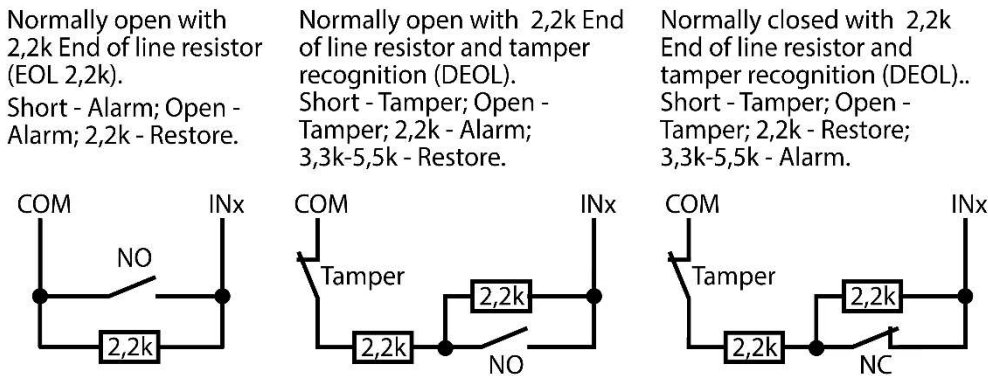 Normally open with
2,2k End of line resistor
(EOL 2,2k).
Short - Alarm; Open -
Alarm; 2,2k - Restore.
COM
INx
NO
2,2k
Normally open with 2,2k End
of line resistor and tamper
recognition (DEOL).
Short - Tamper; Open -
Tamper; 2,2k - Alarm;
3,3k-5,5k - Restore.
COM
INx
Tamper
2,2k
2,2k
NO
Normally closed with 2,2k
End of line resistor and
tamper recognition (DEOL)..
Short - Tamper; Open -
Tamper; 2,2k - Restore;
3,3k-5,5k - Alarm.
COM
INx
Tamper
2,2k
2,2k
NC